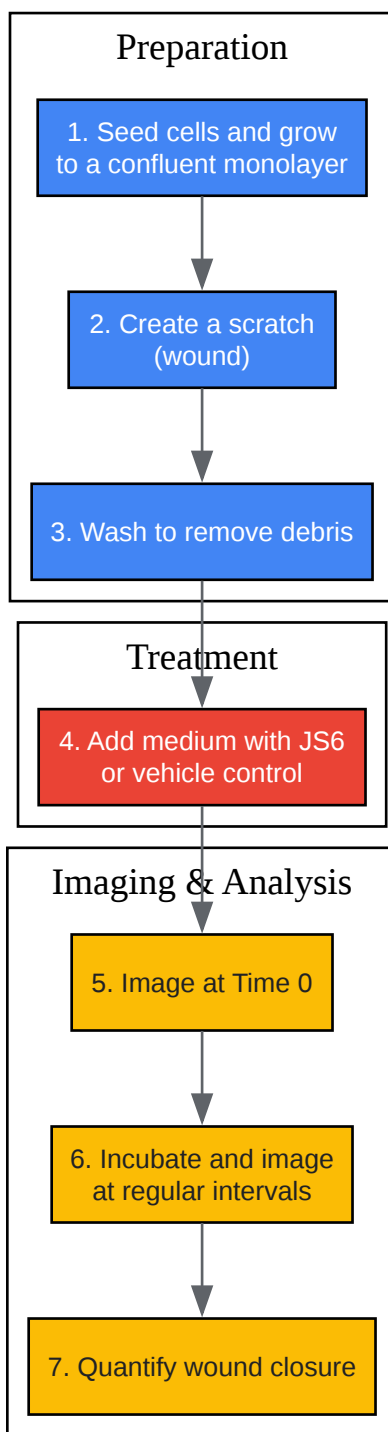 Preparation
1. Seed cells and grow
to a confluent monolayer
2. Create a scratch
(wound)
3. Wash to remove debris
Treatment
4. Add medium with JS6
or vehicle control
Imaging & Analysis
5. Image at Time 0
6. Incubate and image
at regular intervals
7. Quantify wound closure